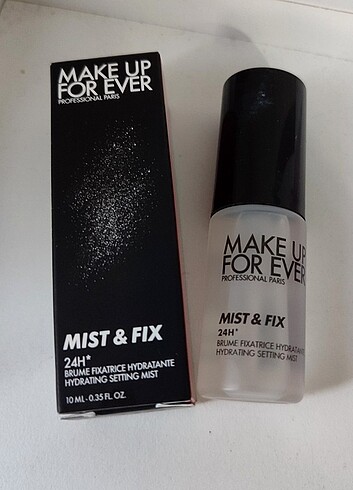 MAKE UP
FOR EVER
PROFESSIONAL PARIS
MIST & FIX
24H*
BRUME FIXATRICE HYDRATANTE
HYDRATING SETTING MIST
10 ML - 0.35 FL. OZ.
MAKE UP
FOR EVER
PROFESSIONAL PARIS
MIST & FIX
24H*
BRUME FIXATRICE HYDRATANTE
HYDRATING SETTING MIST